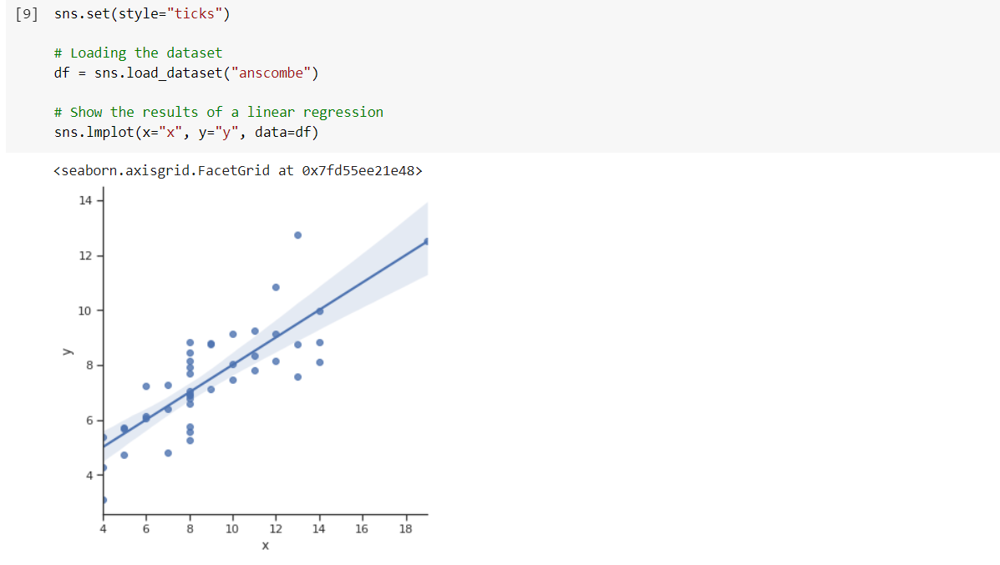 [9] sns.set(style="ticks")
# Loading the dataset
df = sns.load_dataset("anscombe")
# Show the results of a linear regression
sns.lmplot(x="x", y="y", data=df)
<seaborn.axisgrid.FacetGrid at 0x7fd55ee21e48>
14
12
10
8
6
4
y
4 6 8 10 12 14 16 18
x